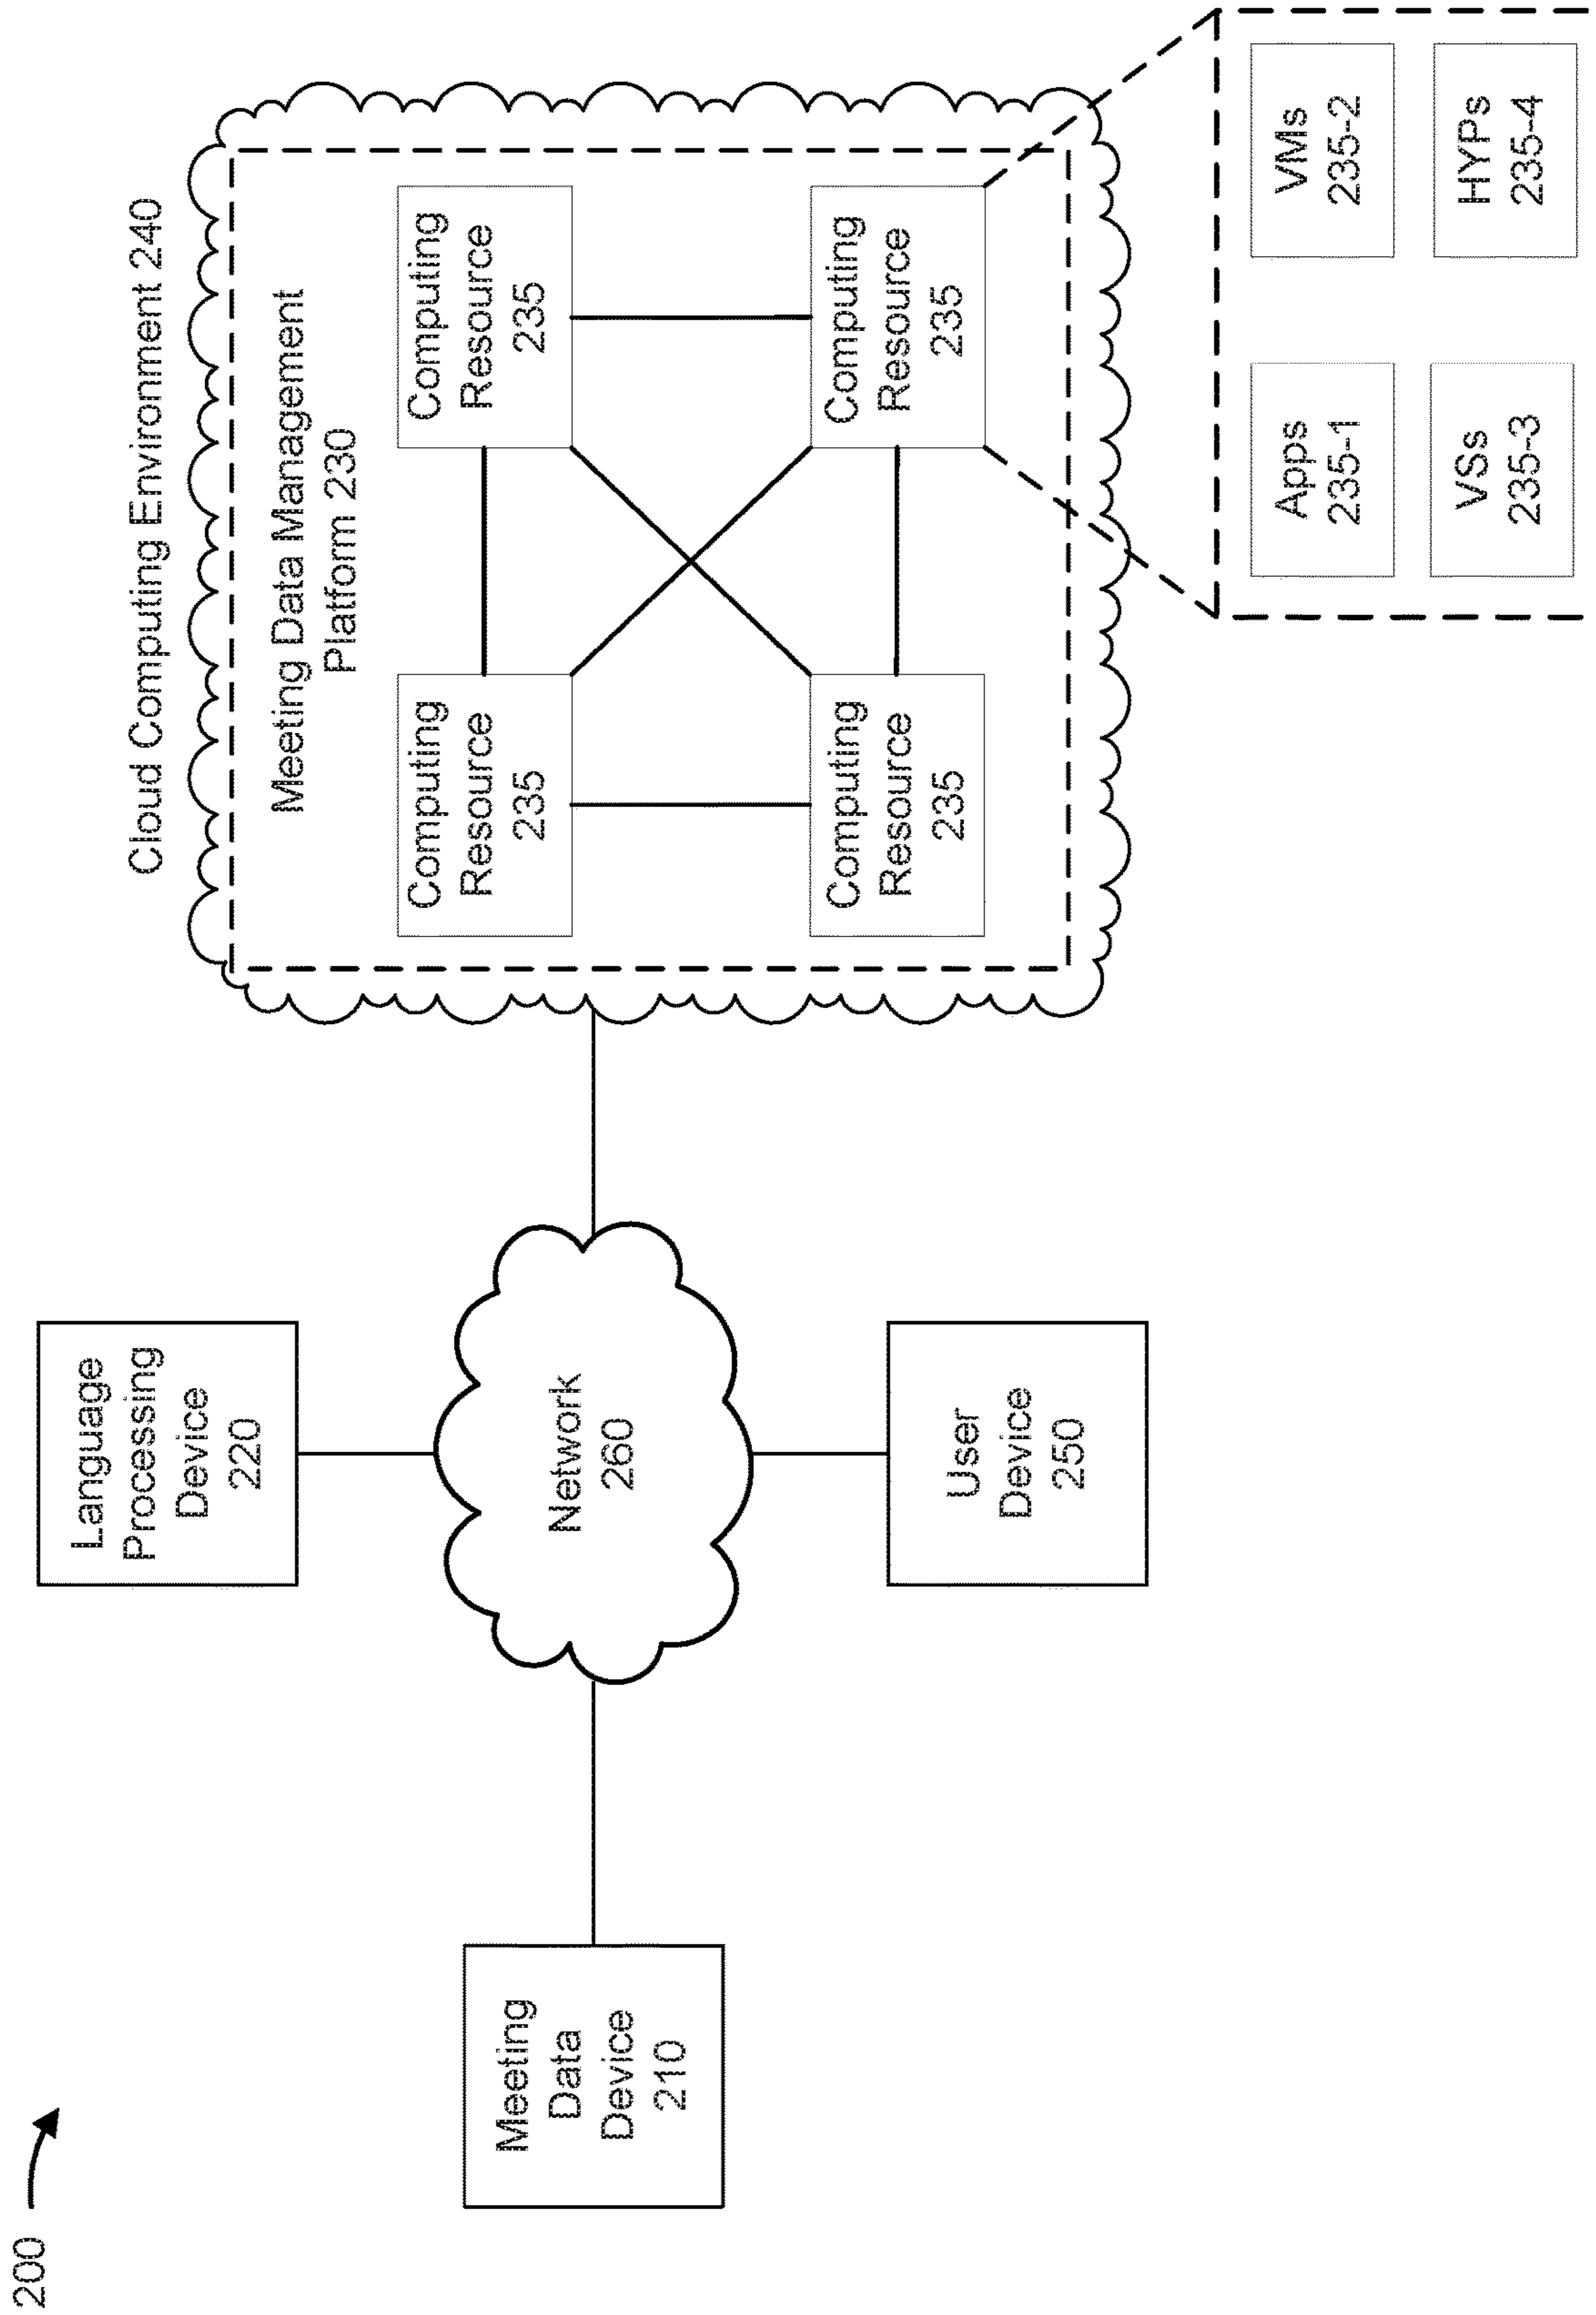 200
Cloud Computing Environment 240
Meeting Data Management
Platform 230
Computing
Resource
235
Computing
Resource
235
Computing
Resource
235
Computing
Resource
235
Language
Processing
Device
220
Meeting
Data
Device
210
Network
260
User
Device
250
Apps
235-1
VMs
235-2
VSs
235-3
HYPs
235-4